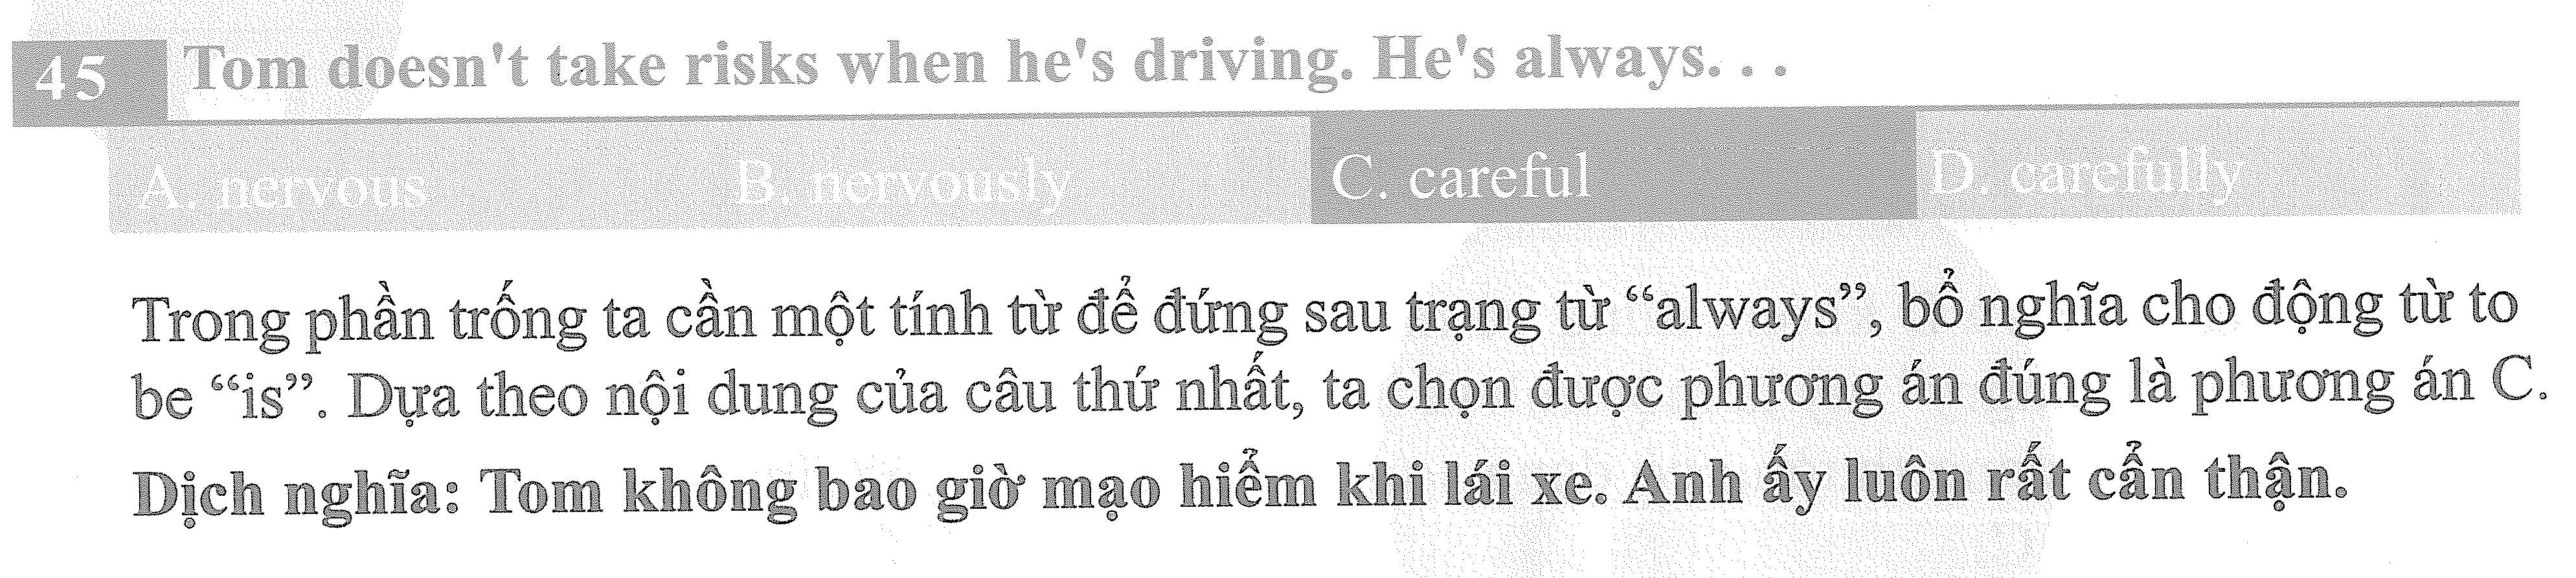 45 Tom doesn't take risks when he's driving. He's always. . .
A. nervous B. nervously C. careful D. carefully
Trong phần trống ta cần một tính từ để đứng sau trạng từ “always”, bổ nghĩa cho động từ to
be “is”. Dựa theo nội dung của câu thứ nhất, ta chọn được phương án đúng là phương án C.
Dịch nghĩa: Tom không bao giờ mạo hiểm khi lái xe. Anh ấy luôn rất cẩn thận.